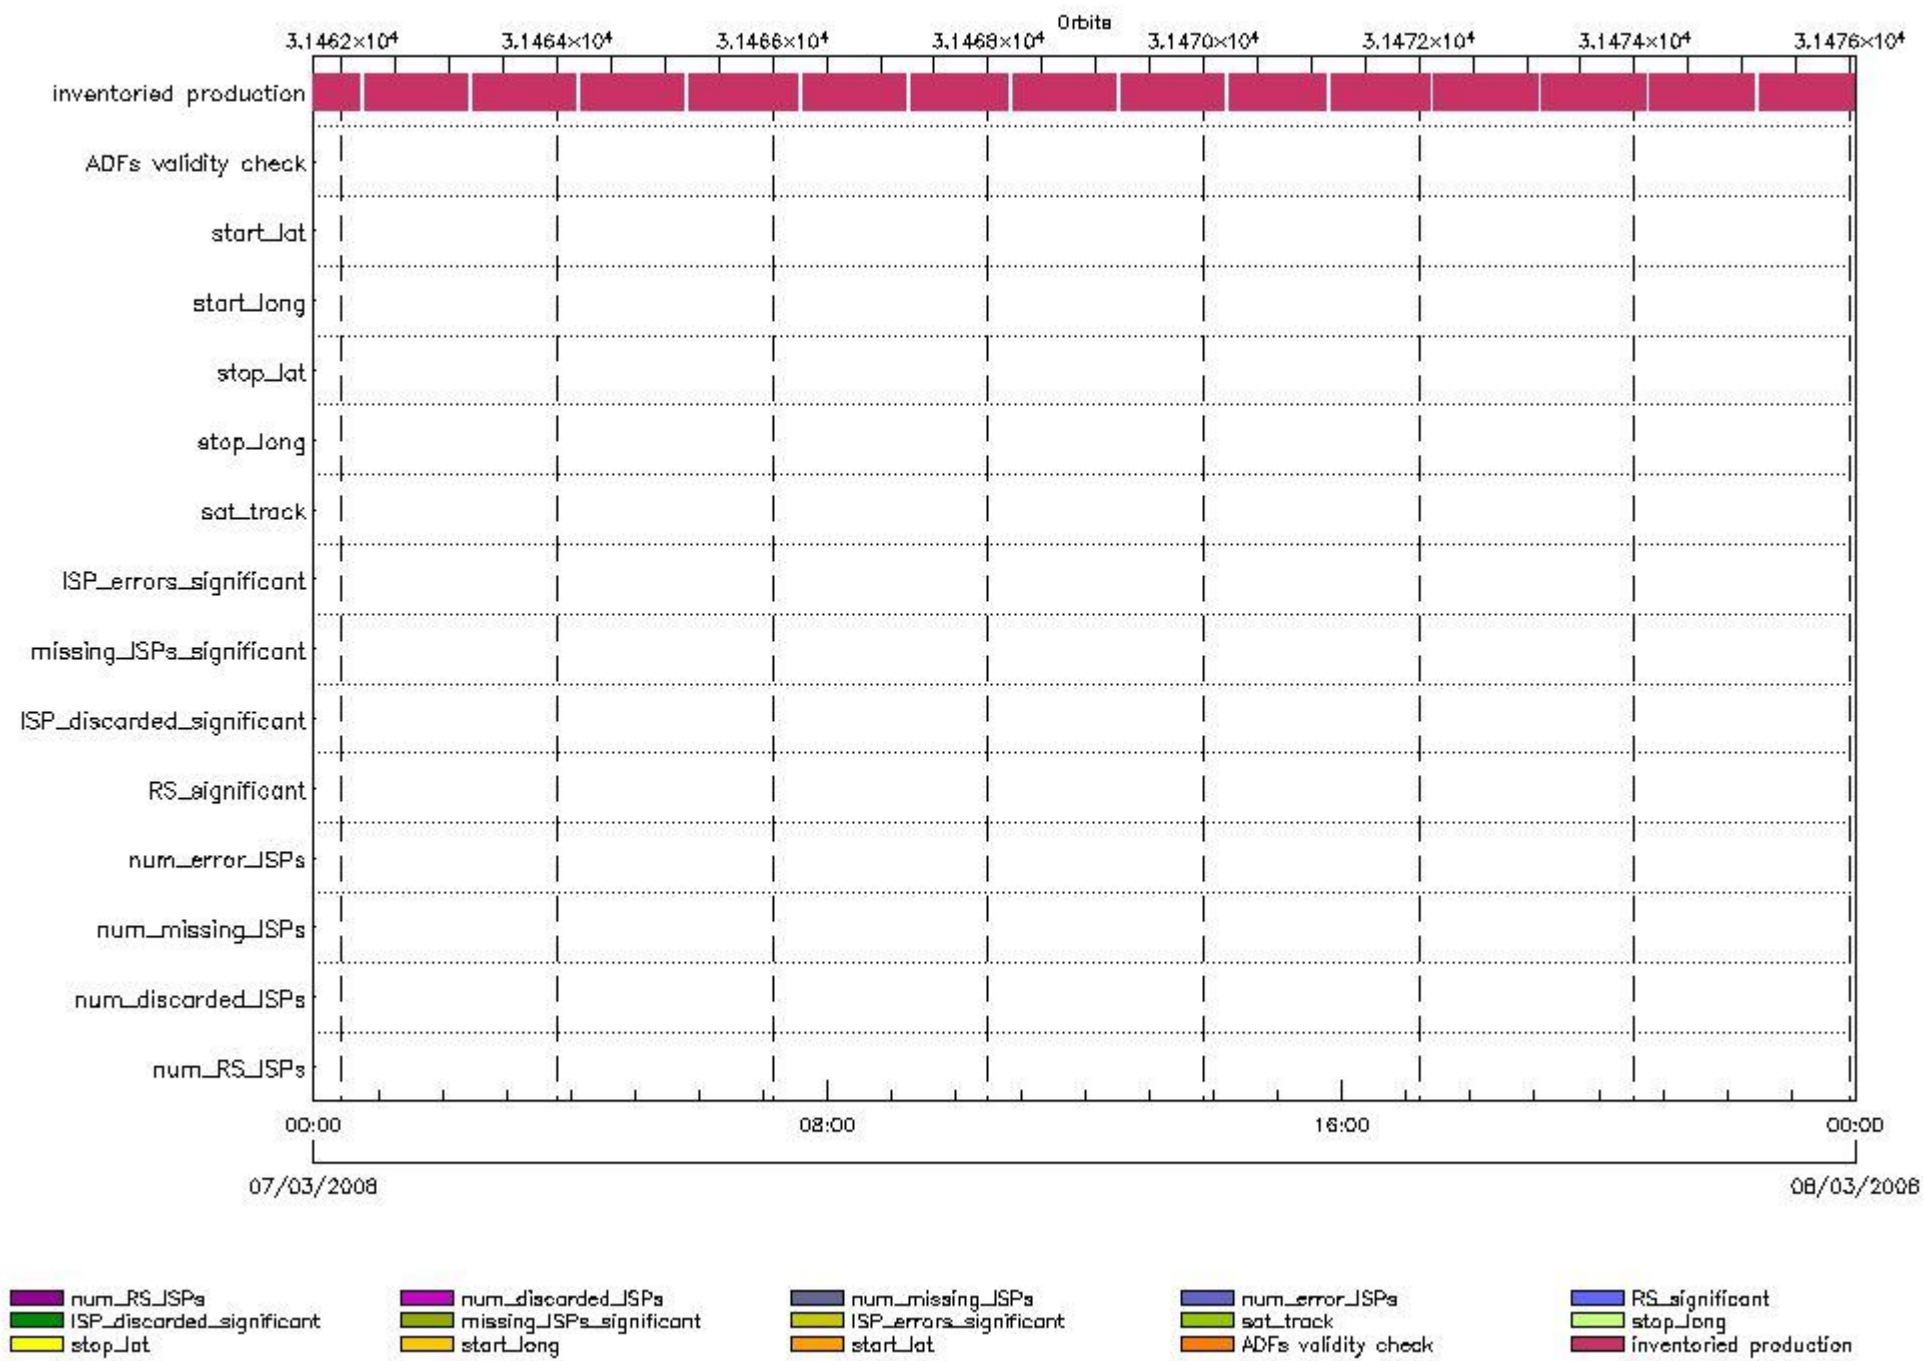 Orbits
3.1462×10⁴ 3.1464×10⁴ 3.1466×10⁴ 3.1468×10⁴ 3.1470×10⁴ 3.1472×10⁴ 3.1474×10⁴ 3.1476×10⁴
inventoried production
ADFs validity check
start_lat
start_long
stop_lat
stop_long
sat_track
ISP_errors_significant
missing_ISPs_significant
ISP_discarded_significant
RS_significant
num_error_ISPs
num_missing_ISPs
num_discarded_ISPs
num_RS_ISPs
00:00 08:00 16:00 00:00
07/03/2008 08/03/2008
num_RS_ISPs num_discarded_ISPs num_missing_ISPs num_error_ISPs RS_significant
ISP_discarded_significant missing_ISPs_significant ISP_errors_significant sat_track stop_long
stop_lat start_long start_lat ADFs validity check inventoried production